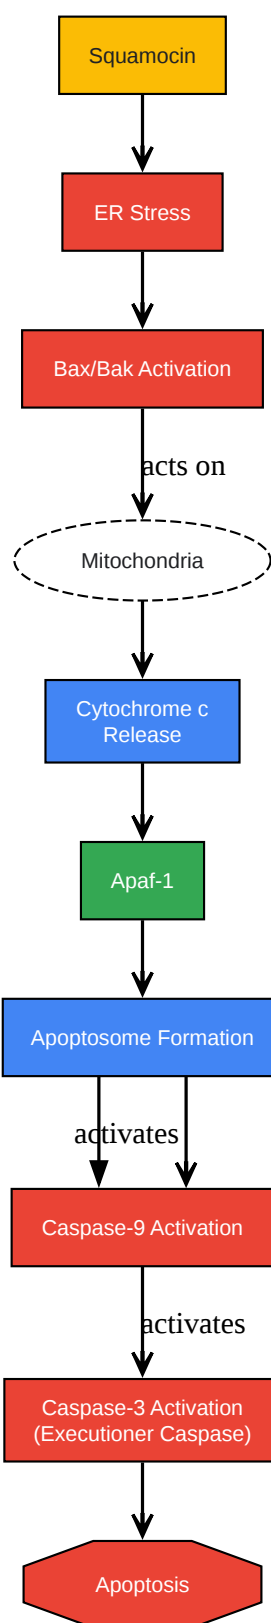 Squamocin
ER Stress
Bax/Bak Activation
acts on
Mitochondria
Cytochrome c
Release
Apaf-1
Apoptosome Formation
activates
Caspase-9 Activation
activates
Caspase-3 Activation
(Executioner Caspase)
Apoptosis